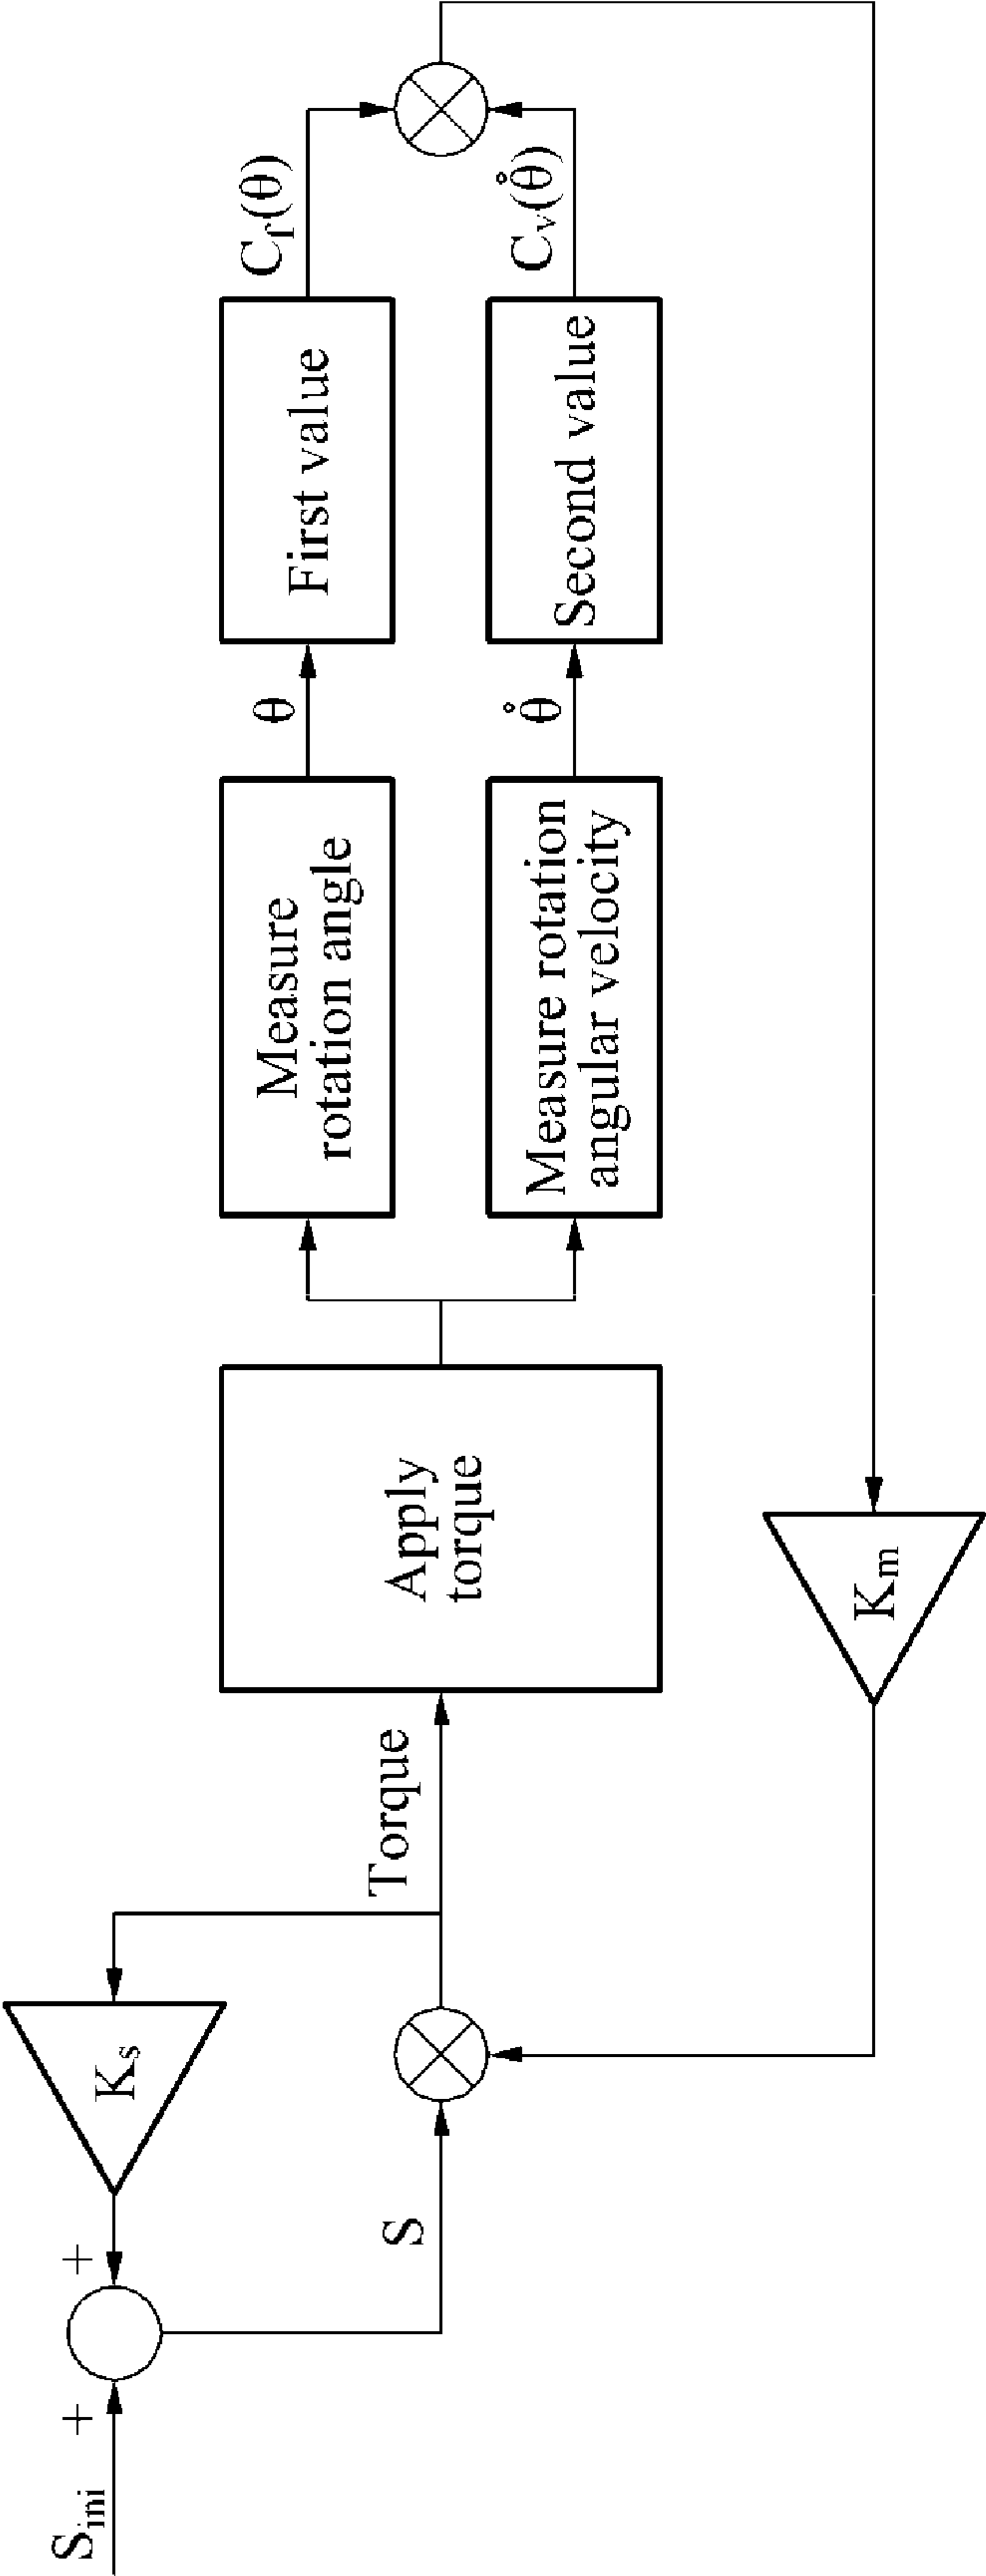 S_ini
+
+
K_s
S
Torque
Apply
torque
Measure
rotation angle
θ
First value
C_f(θ)
Measure rotation
angular velocity
θ̊
Second value
C_v(θ̊)
K_m